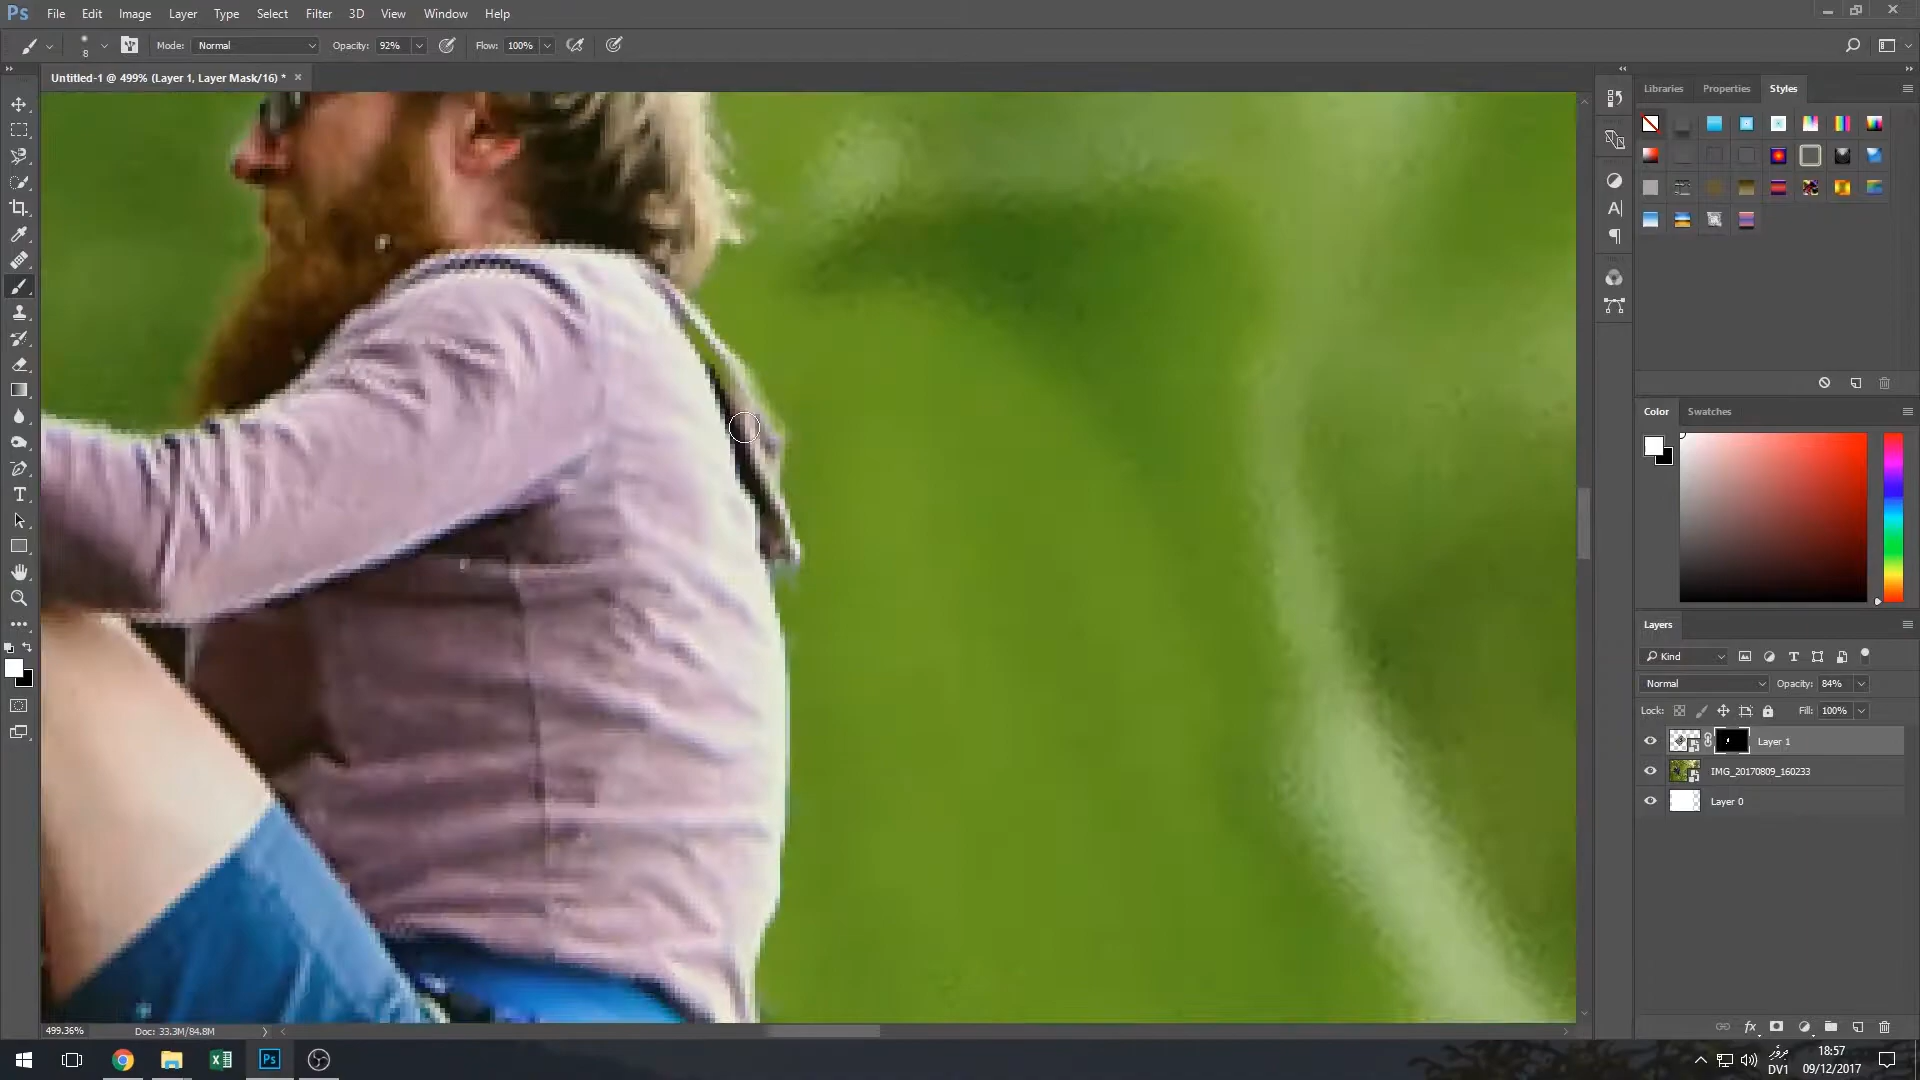 Ps File Edit Image Layer Type Select Filter 3D View Window Help
8 Mode: Normal Opacity: 92% Flow: 100%
Untitled-1 @ 499% (Layer 1, Layer Mask/16) * ×
Libraries Properties Styles
Color Swatches
Layers
Kind
Normal Opacity: 84%
Lock: Fill: 100%
Layer 1
IMG_20170809_160233
Layer 0
499.36% Doc: 33.3M/84.8M
Ps
18:57
DV1 09/12/2017